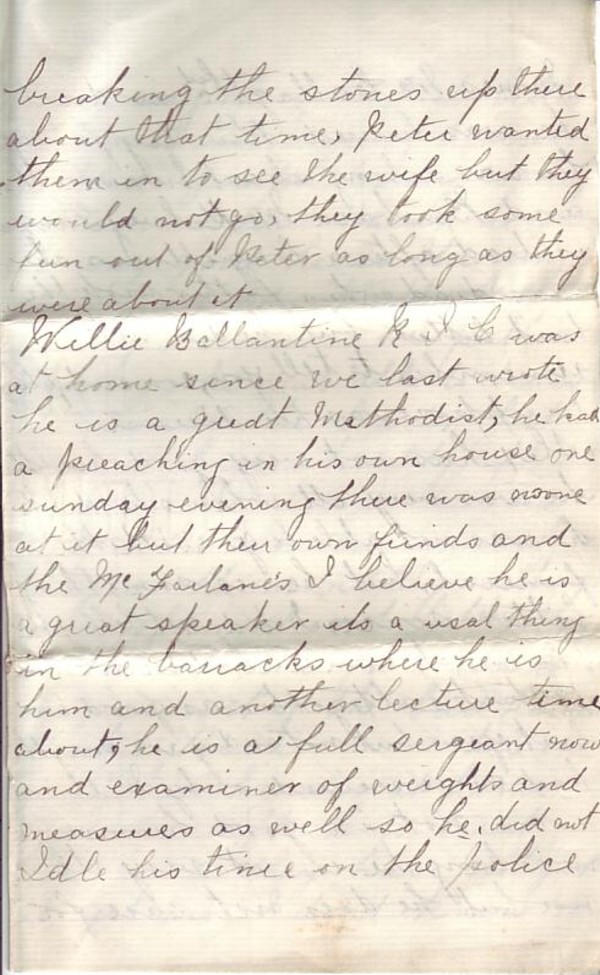 breaking the stones up there
about that time, Peter wanted
them in to see the wife but they
would not go, they took some
fun out of Peter as long as they
were about it
Willie Ballantine R I C was
at home since we last wrote
he is a gredt Methodist, he had
a preaching in his own house one
sunday evening there was noone
at it but their own frinds and
the Mc Farlane's I believe he is
a great speaker its a usal thing
in the barracks where he is
him and another lecture time
about, he is a full sergeant now
and examiner of weights and
measures as well so he did not
Idle his time on the police